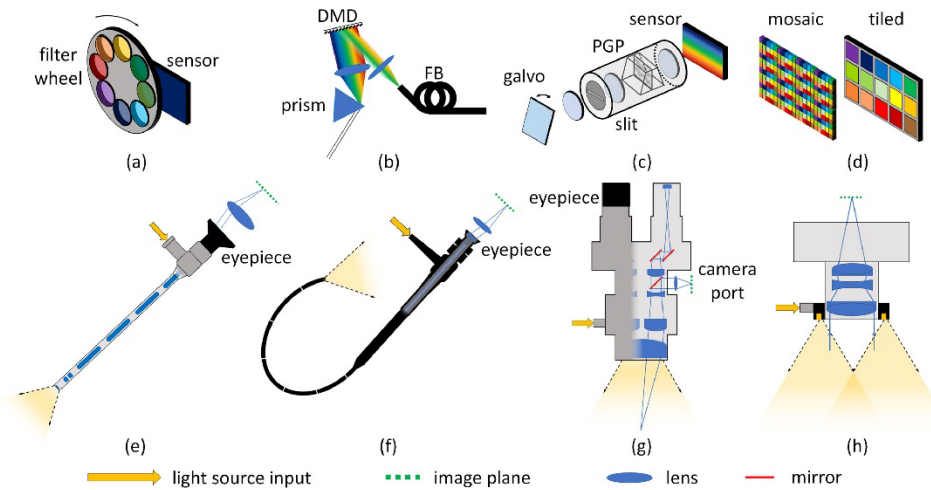 filter
wheel
sensor
(a)
DMD
FB
prism
(b)
sensor
PGP
galvo
slit
(c)
mosaic
tiled
(d)
eyepiece
(e)
eyepiece
(f)
eyepiece
camera
port
(g)
(h)
light source input
image plane
lens
mirror